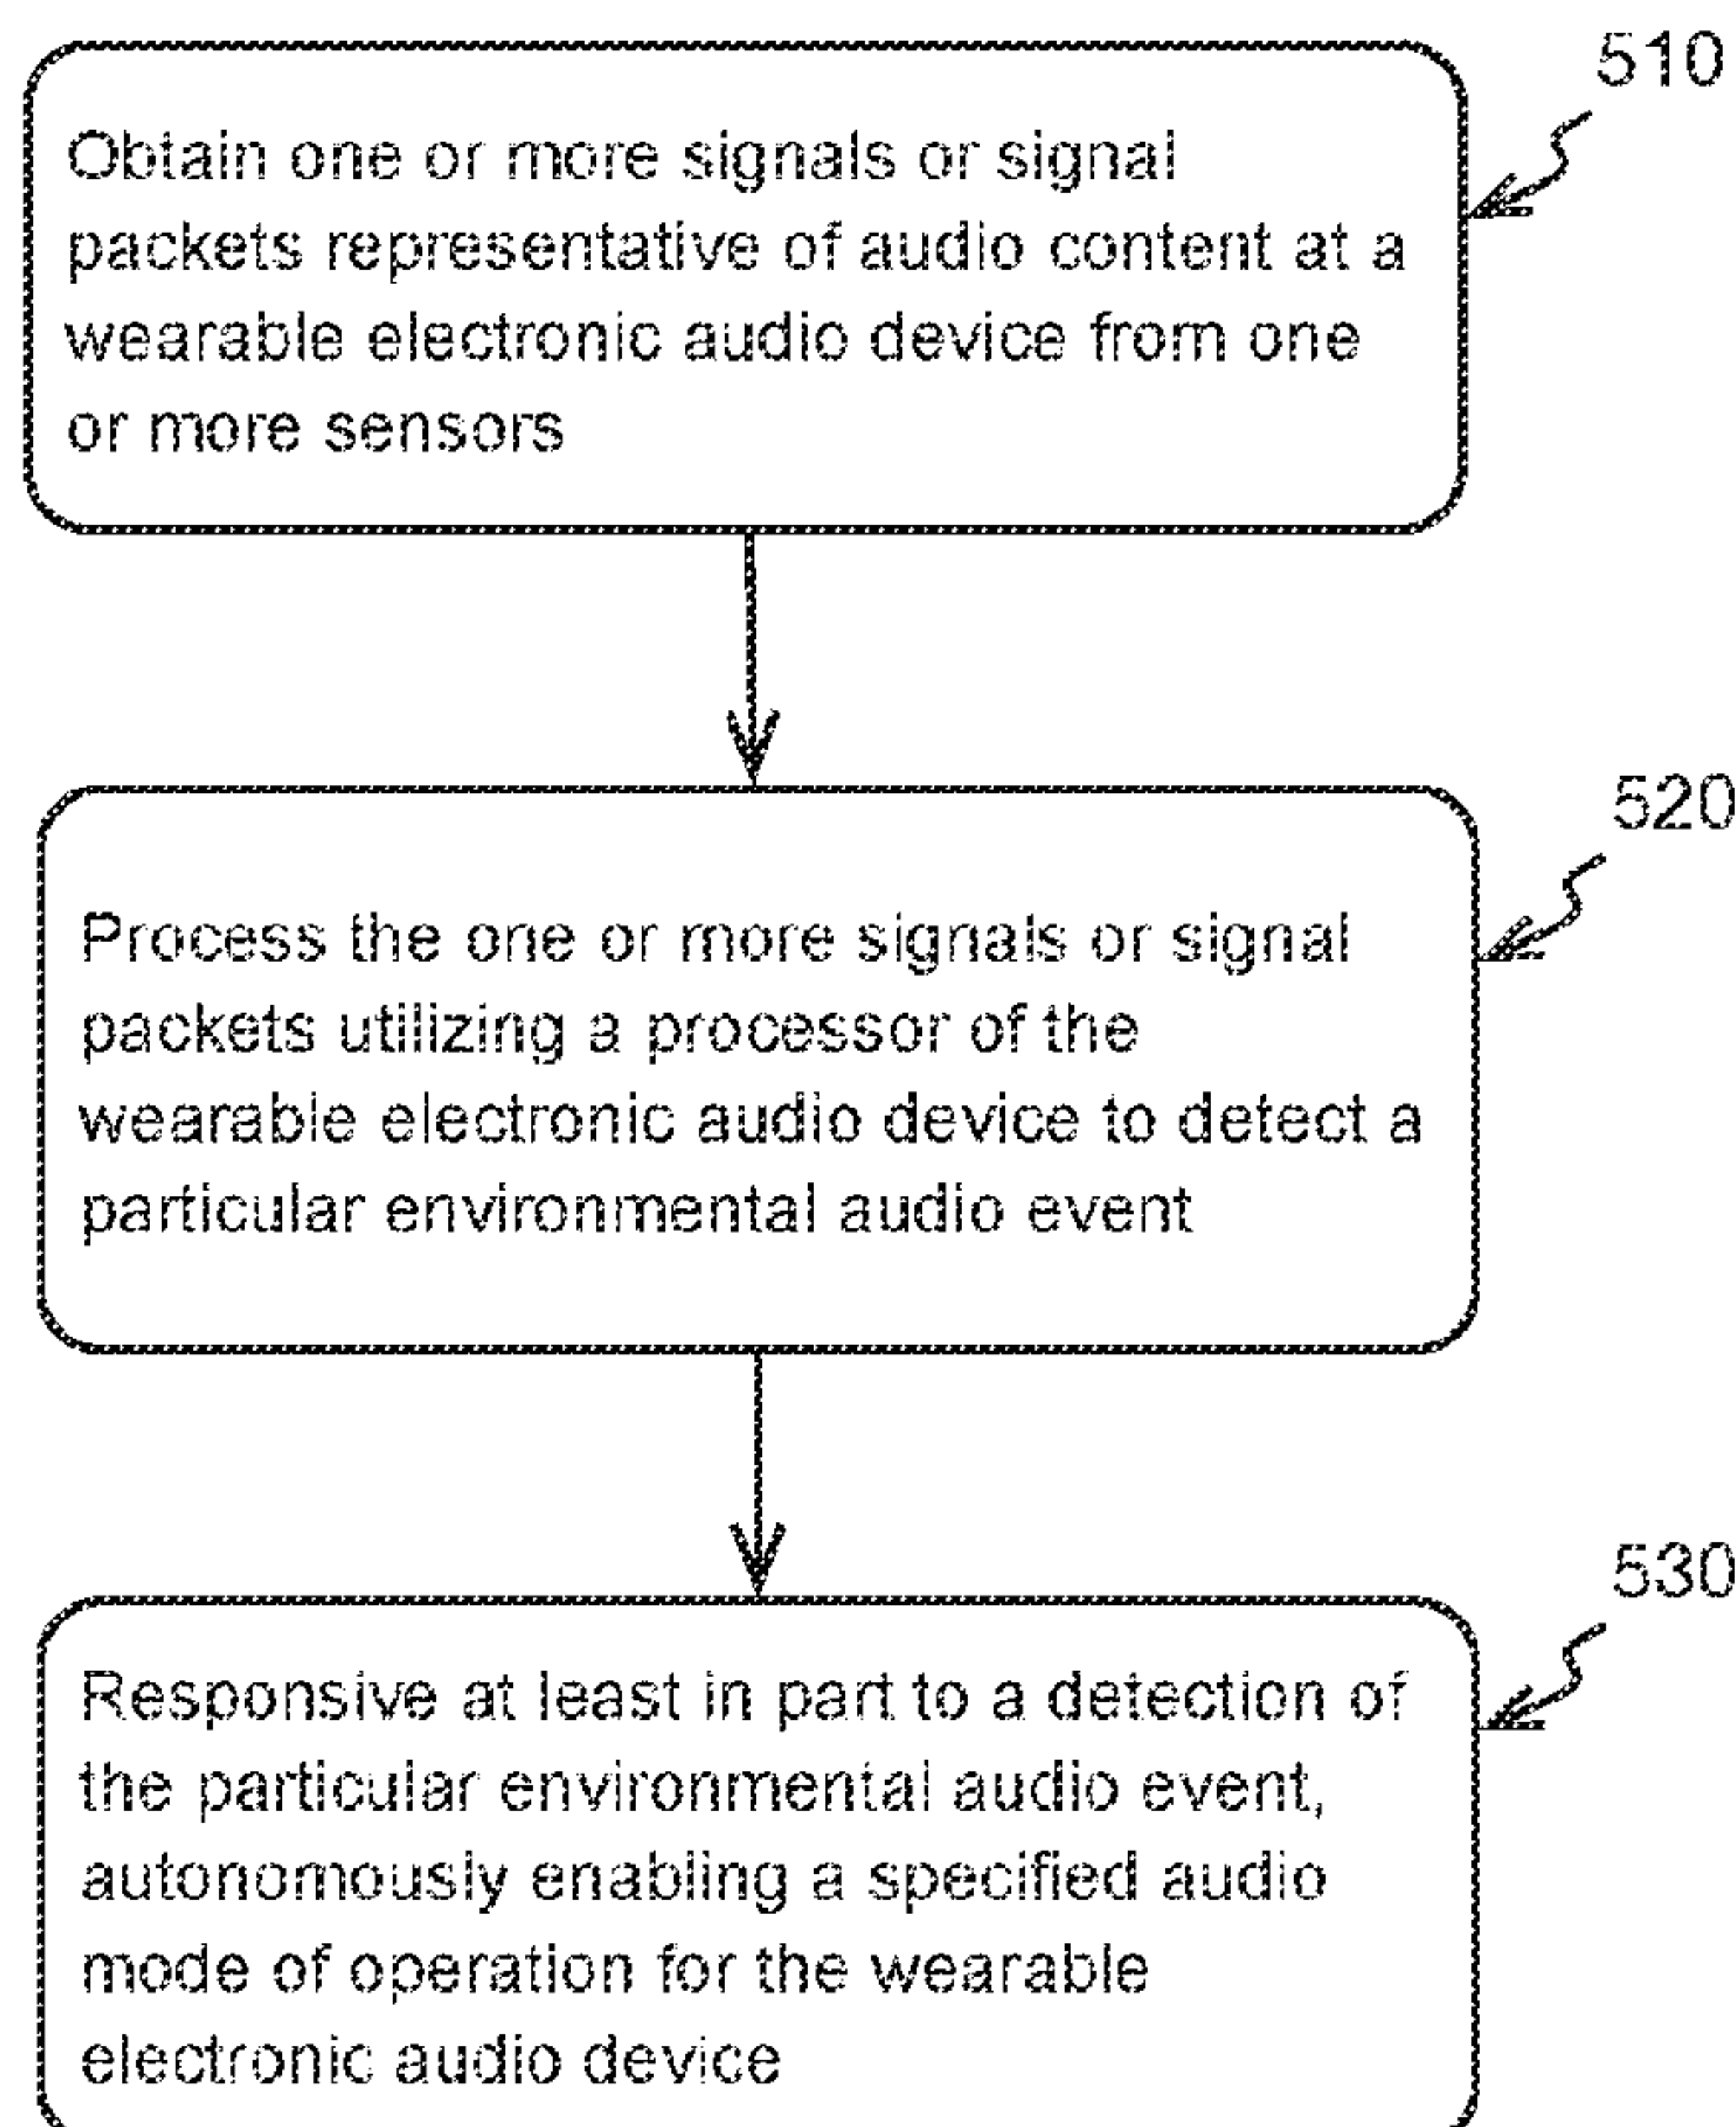 510
Obtain one or more signals or signal
packets representative of audio content at a
wearable electronic audio device from one
or more sensors
520
Process the one or more signals or signal
packets utilizing a processor of the
wearable electronic audio device to detect a
particular environmental audio event
530
Responsive at least in part to a detection of
the particular environmental audio event,
autonomously enabling a specified audio
mode of operation for the wearable
electronic audio device